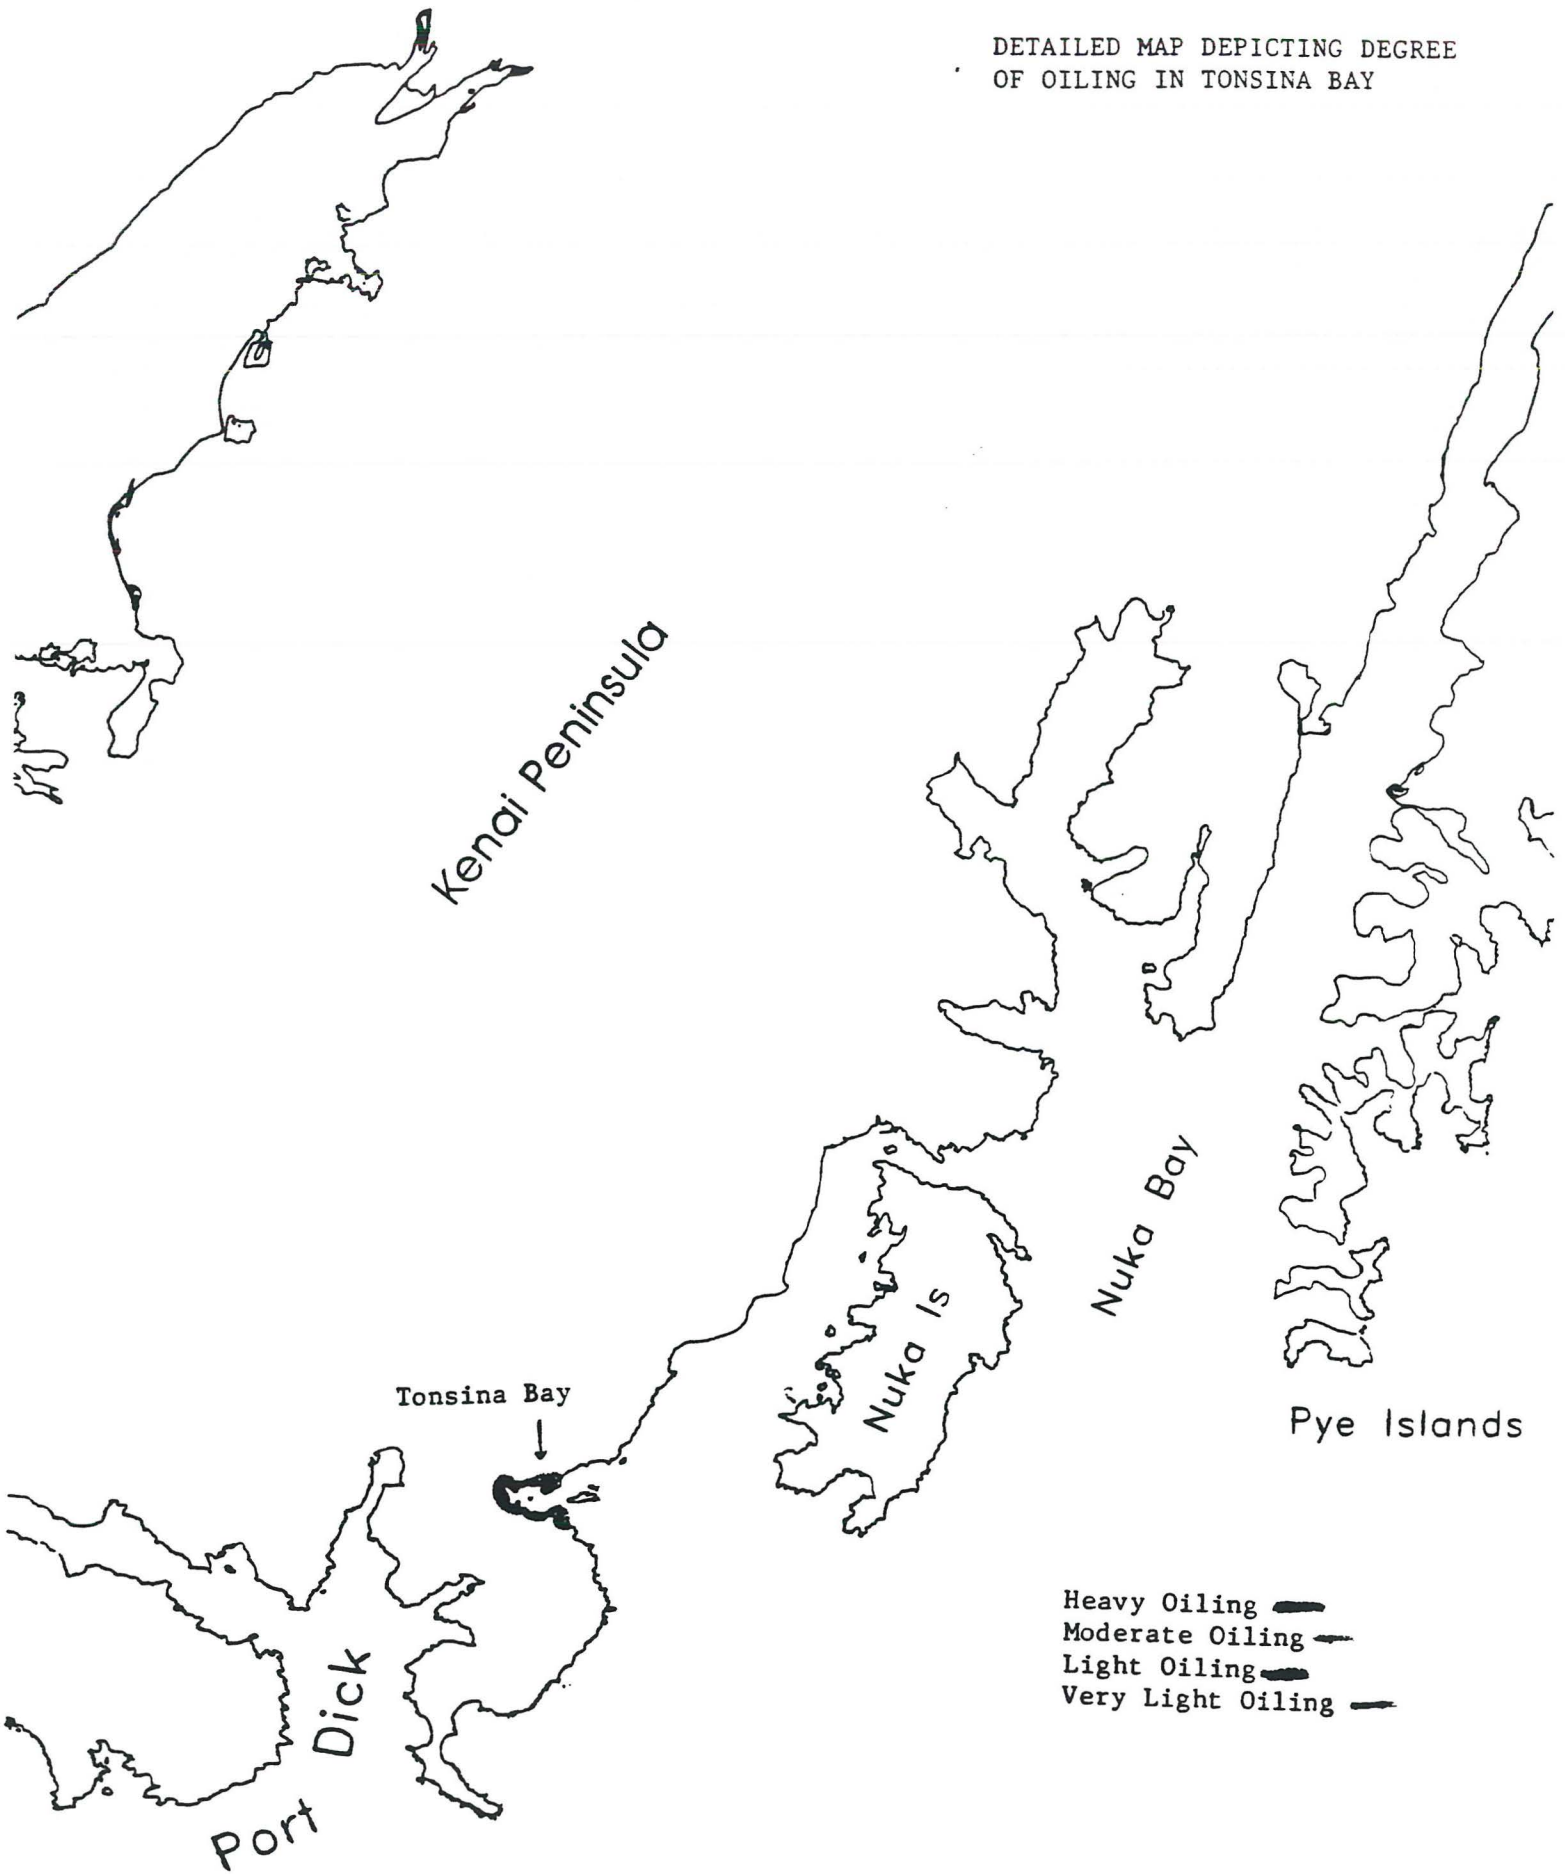 DETAILED MAP DEPICTING DEGREE
OF OILING IN TONSINA BAY
Kenai Peninsula
Nuka Bay
Nuka Is
Pye Islands
Tonsina Bay
Port Dick
Heavy Oiling
Moderate Oiling
Light Oiling
Very Light Oiling